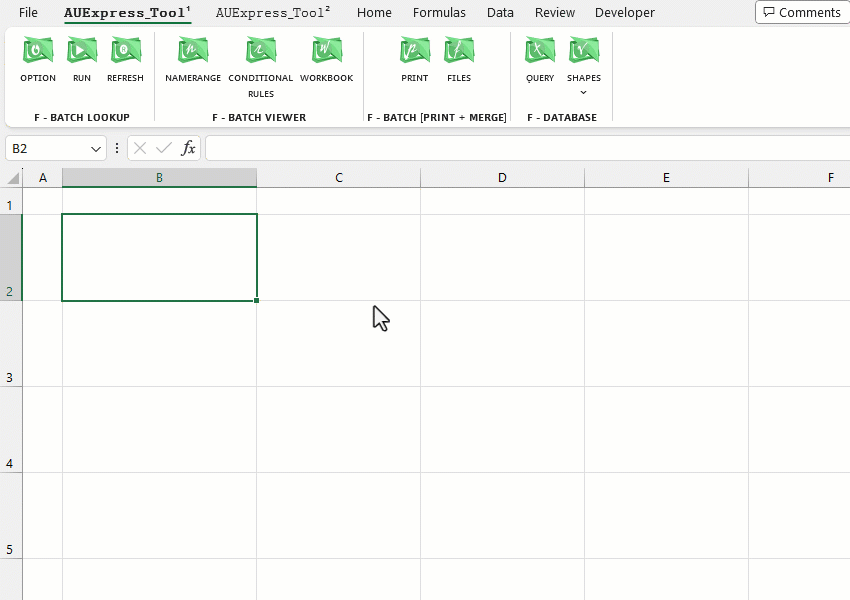 File AUExpress_Tool¹ AUExpress_Tool² Home Formulas Data Review Developer Comments
OPTION RUN REFRESH NAMERANGE CONDITIONAL RULES WORKBOOK PRINT FILES QUERY SHAPES
F - BATCH LOOKUP F - BATCH VIEWER F - BATCH [PRINT + MERGE] F - DATABASE
B2 fx
A B C D E F
1
2
3
4
5